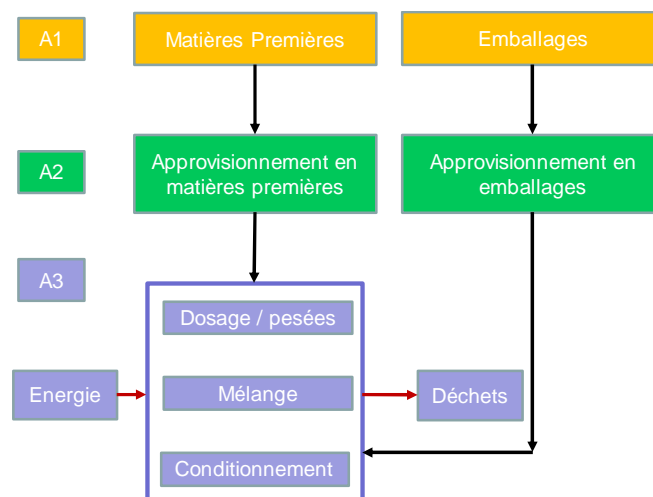 A1
Matières Premières
Emballages
A2
Approvisionnement en
matières premières
Approvisionnement en
emballages
A3
Dosage / pesées
Energie
Mélange
Déchets
Conditionnement